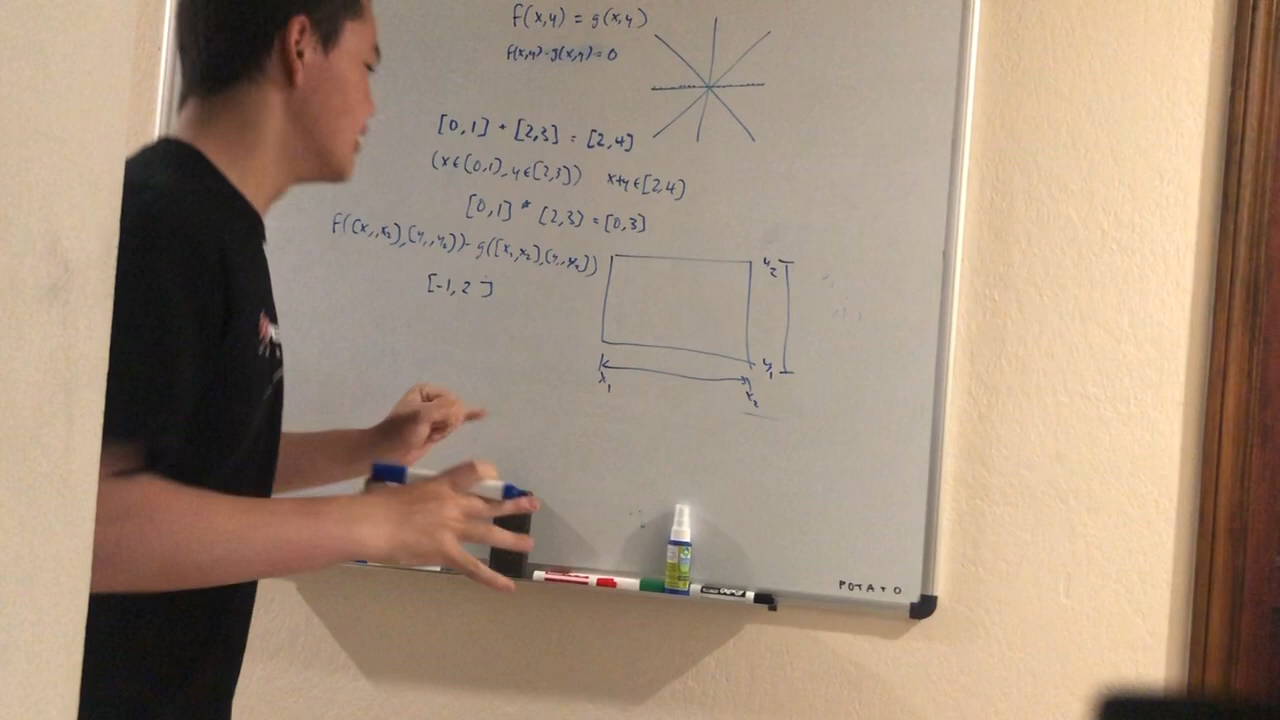 f(x,y) = g(x,y)
f(x,y)-g(x,y)=0
[0,1] + [2,3] = [2,4]
(x∈[0,1],y∈[2,3]) x+y∈[2,4]
[0,1] * [2,3] = [0,3]
f([x₁,x₂],[y₁,y₂])-g([x₁,x₂],[y₁,y₂])
[-1,2]
y₂
y₁
x₁
x₂
POTATO
EXPO